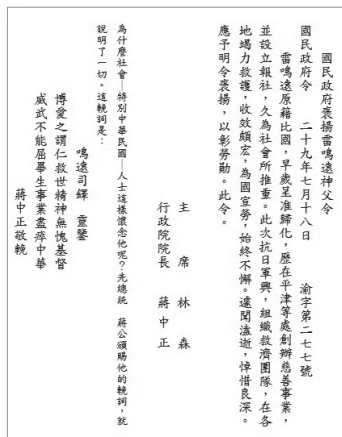 國民政府褒揚雷鳴遠神父令
國民政府令　二十九年七月十八日　渝字第二七七號
雷鳴遠原籍比國，早歲呈准歸化，歷在平津等處創辦慈善事業，
並設立報社，久為社會所推重。此次抗日軍興，組織救濟團隊，在各
地竭力救護，收效頗宏，為國宣勞，始終不懈。遽聞溘逝，悼惜良深。
應予明令褒揚，以彰勞勩。此令。
主　席　林　森
行政院院長　蔣中正
為什麼社會—特別中華民國—人士這樣懷念他呢？先總統　蔣公頒賜他的輓詞，就
說明了一切。這輓詞是：
鳴遠司鐸　靈鑒
博愛之謂仁救世精神無愧基督
威武不能屈畢生事業盡瘁中華
蔣中正敬輓